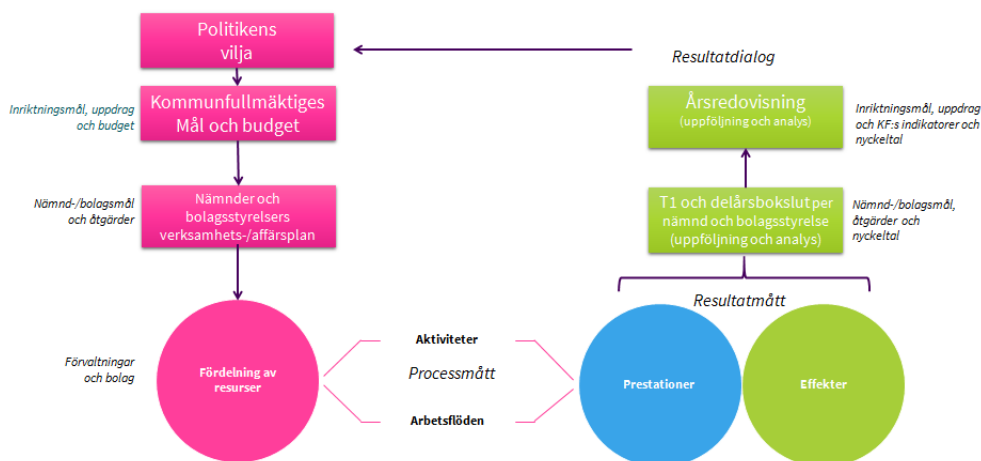 Politikens
vilja
Resultatdialog
Inriktningsmål, uppdrag
och budget
Kommunfullmäktiges
Mål och budget
Årsredovisning
(uppföljning och analys)
Inriktningsmål, uppdrag
och KF:s indikatorer och
nyckeltal
Nämnd-/bolagsmål
och åtgärder
Nämnder och
bolagsstyrelsers
verksamhets-/affärsplan
T1 och delårsbokslut per
nämnd och bolagsstyrelse
(uppföljning och analys)
Nämnd-/bolagsmål,
åtgärder och
nyckeltal
Resultatmått
Förvaltningar
och bolag
Fördelning av
resurser
Aktiviteter
Processmått
Arbetsflöden
Prestationer
Effekter